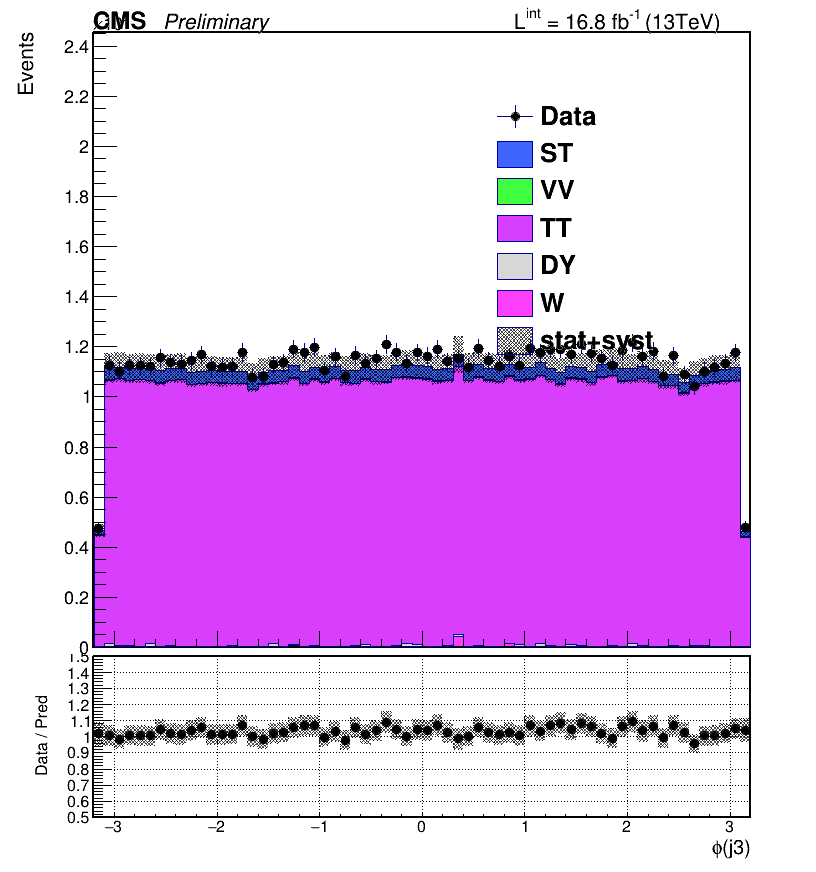 CMS Preliminary L^int = 16.8 fb^-1 (13TeV)
Events
2.4
2.2
2
1.8
1.6
1.4
1.2
1
0.8
0.6
0.4
0.2
0
Data
ST
VV
TT
DY
W
stat+syst
Data / Pred
1.5
1.4
1.3
1.2
1.1
1
0.9
0.8
0.7
0.6
0.5
−3 −2 −1 0 1 2 3
ϕ(j3)